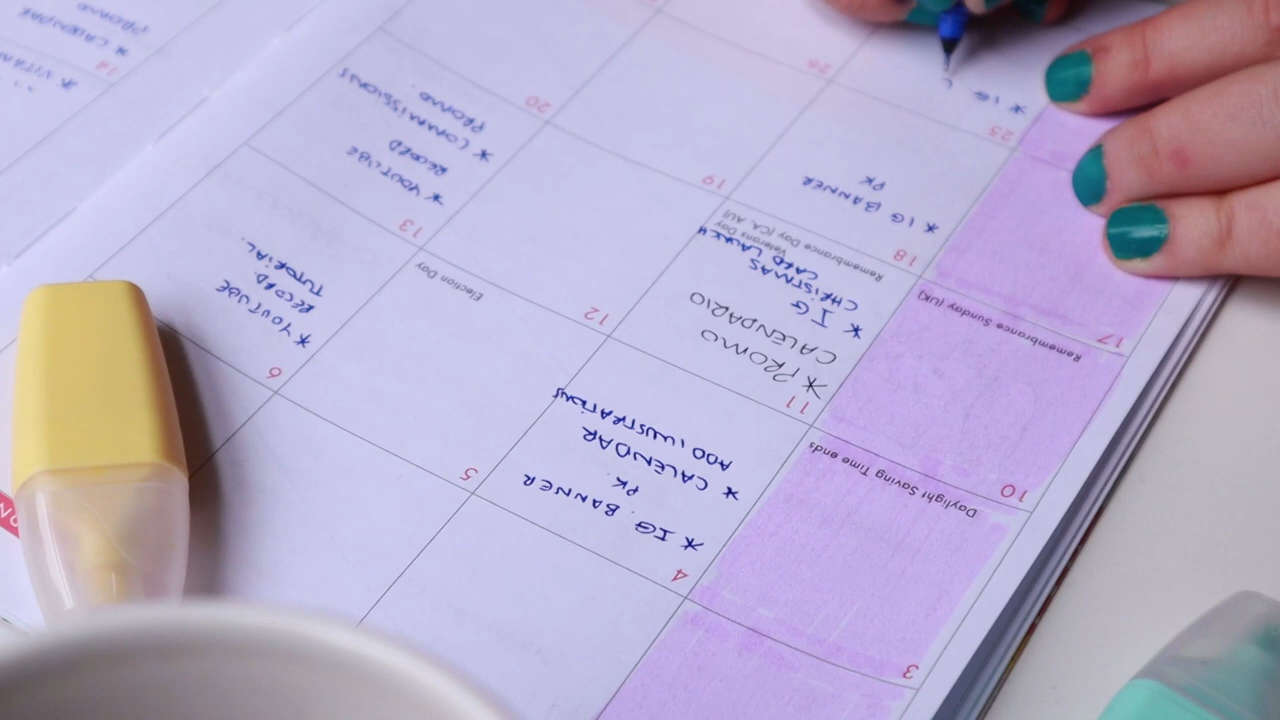 3
Daylight Saving Time ends
4
* IG. BANNER
PK.
* CALENDAR
ADD ILLUSTRATIONS
5
Election Day
6
* YOUTUBE
RECORD.
TUTORIAL.
10
Remembrance Sunday (UK)
11
* PROMO
CALENDARIO
* IG
CHRISTMAS
CARD LAUNCH
Veterans Day
Remembrance Day (CA, AU)
12
13
* YOUTUBE
RECORD
* COMMISSIONS
PROMO.
14
* CALENDAR
PROMO
17
18
* IG BANNER
PK
19
20
25
* IG
26